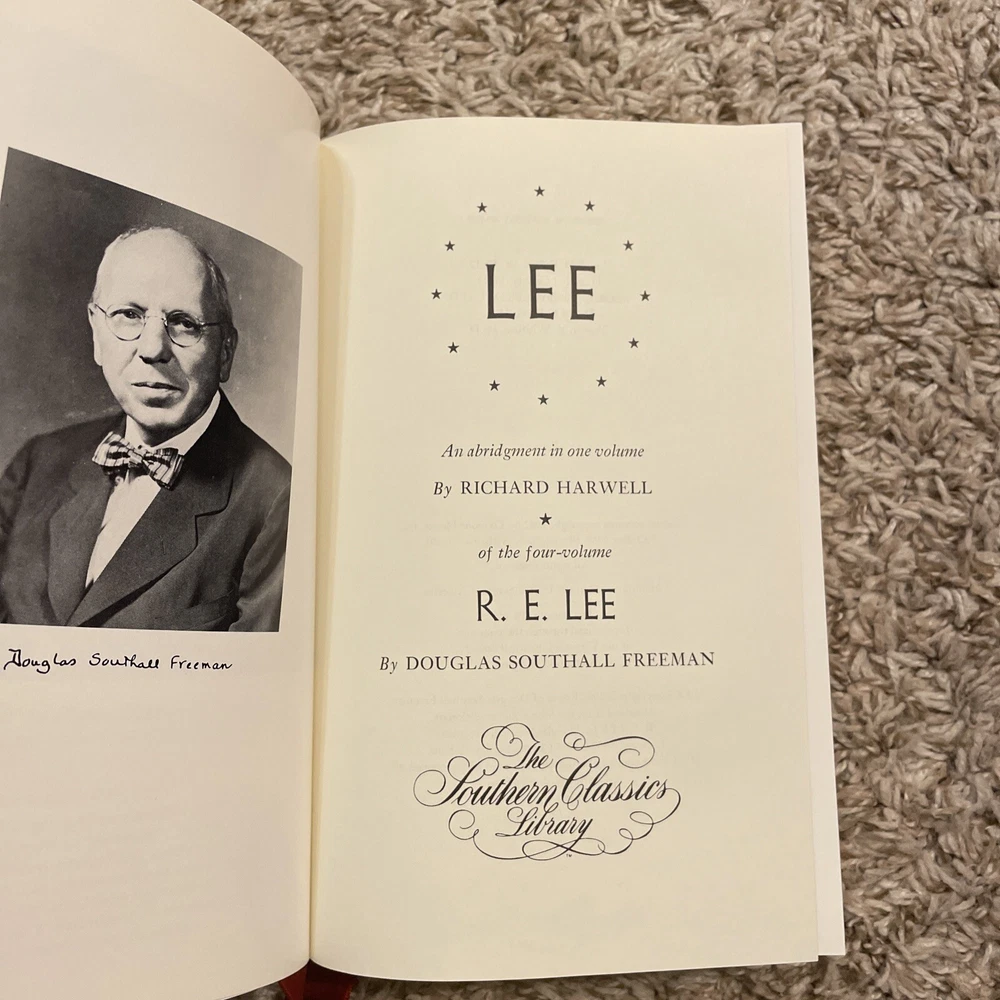 Douglas Southall Freeman
LEE
An abridgment in one volume
By RICHARD HARWELL
of the four-volume
R. E. LEE
By DOUGLAS SOUTHALL FREEMAN
The
Southern Classics
Library
™